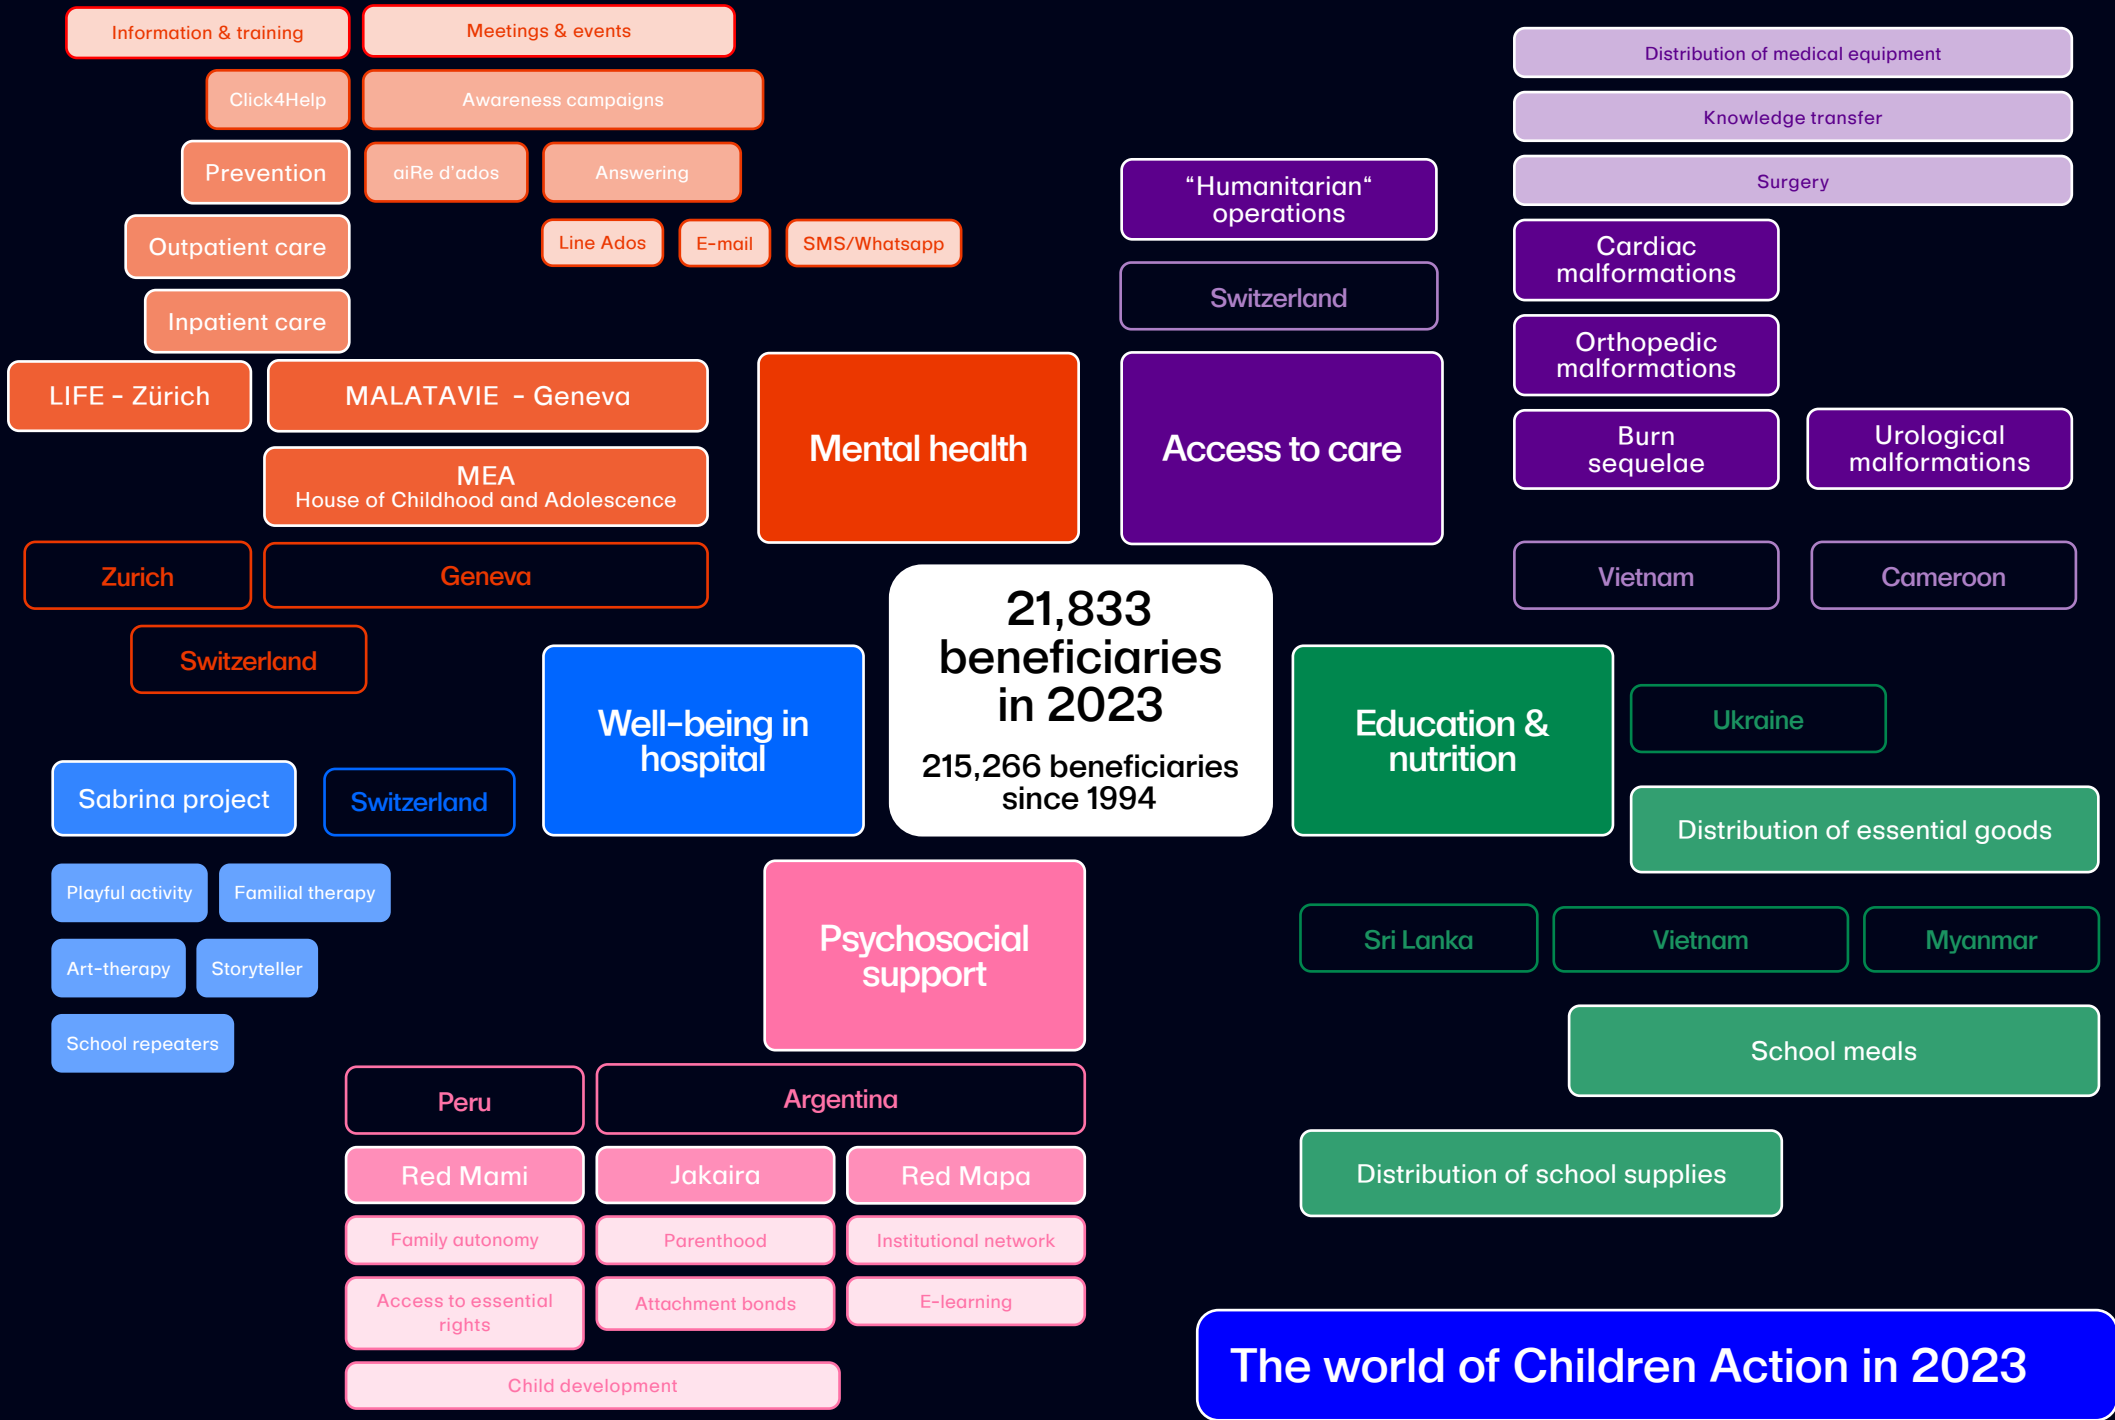 Information & training
Meetings & events
Click4Help
Awareness campaigns
Prevention
aiRe d'ados
Answering
Outpatient care
Line Ados
E-mail
SMS/Whatsapp
Inpatient care
LIFE - Zürich
MALATAVIE - Geneva
MEA
House of Childhood and Adolescence
Zurich
Geneva
Switzerland
Mental health
"Humanitarian“
operations
Switzerland
Access to care
Distribution of medical equipment
Knowledge transfer
Surgery
Cardiac
malformations
Orthopedic
malformations
Burn
sequelae
Urological
malformations
Vietnam
Cameroon
21,833
beneficiaries
in 2023
215,266 beneficiaries
since 1994
Well-being in
hospital
Sabrina project
Switzerland
Playful activity
Familial therapy
Art-therapy
Storyteller
School repeaters
Education &
nutrition
Ukraine
Distribution of essential goods
Sri Lanka
Vietnam
Myanmar
School meals
Distribution of school supplies
Psychosocial
support
Peru
Argentina
Red Mami
Jakaira
Red Mapa
Family autonomy
Parenthood
Institutional network
Access to essential
rights
Attachment bonds
E-learning
Child development
The world of Children Action in 2023